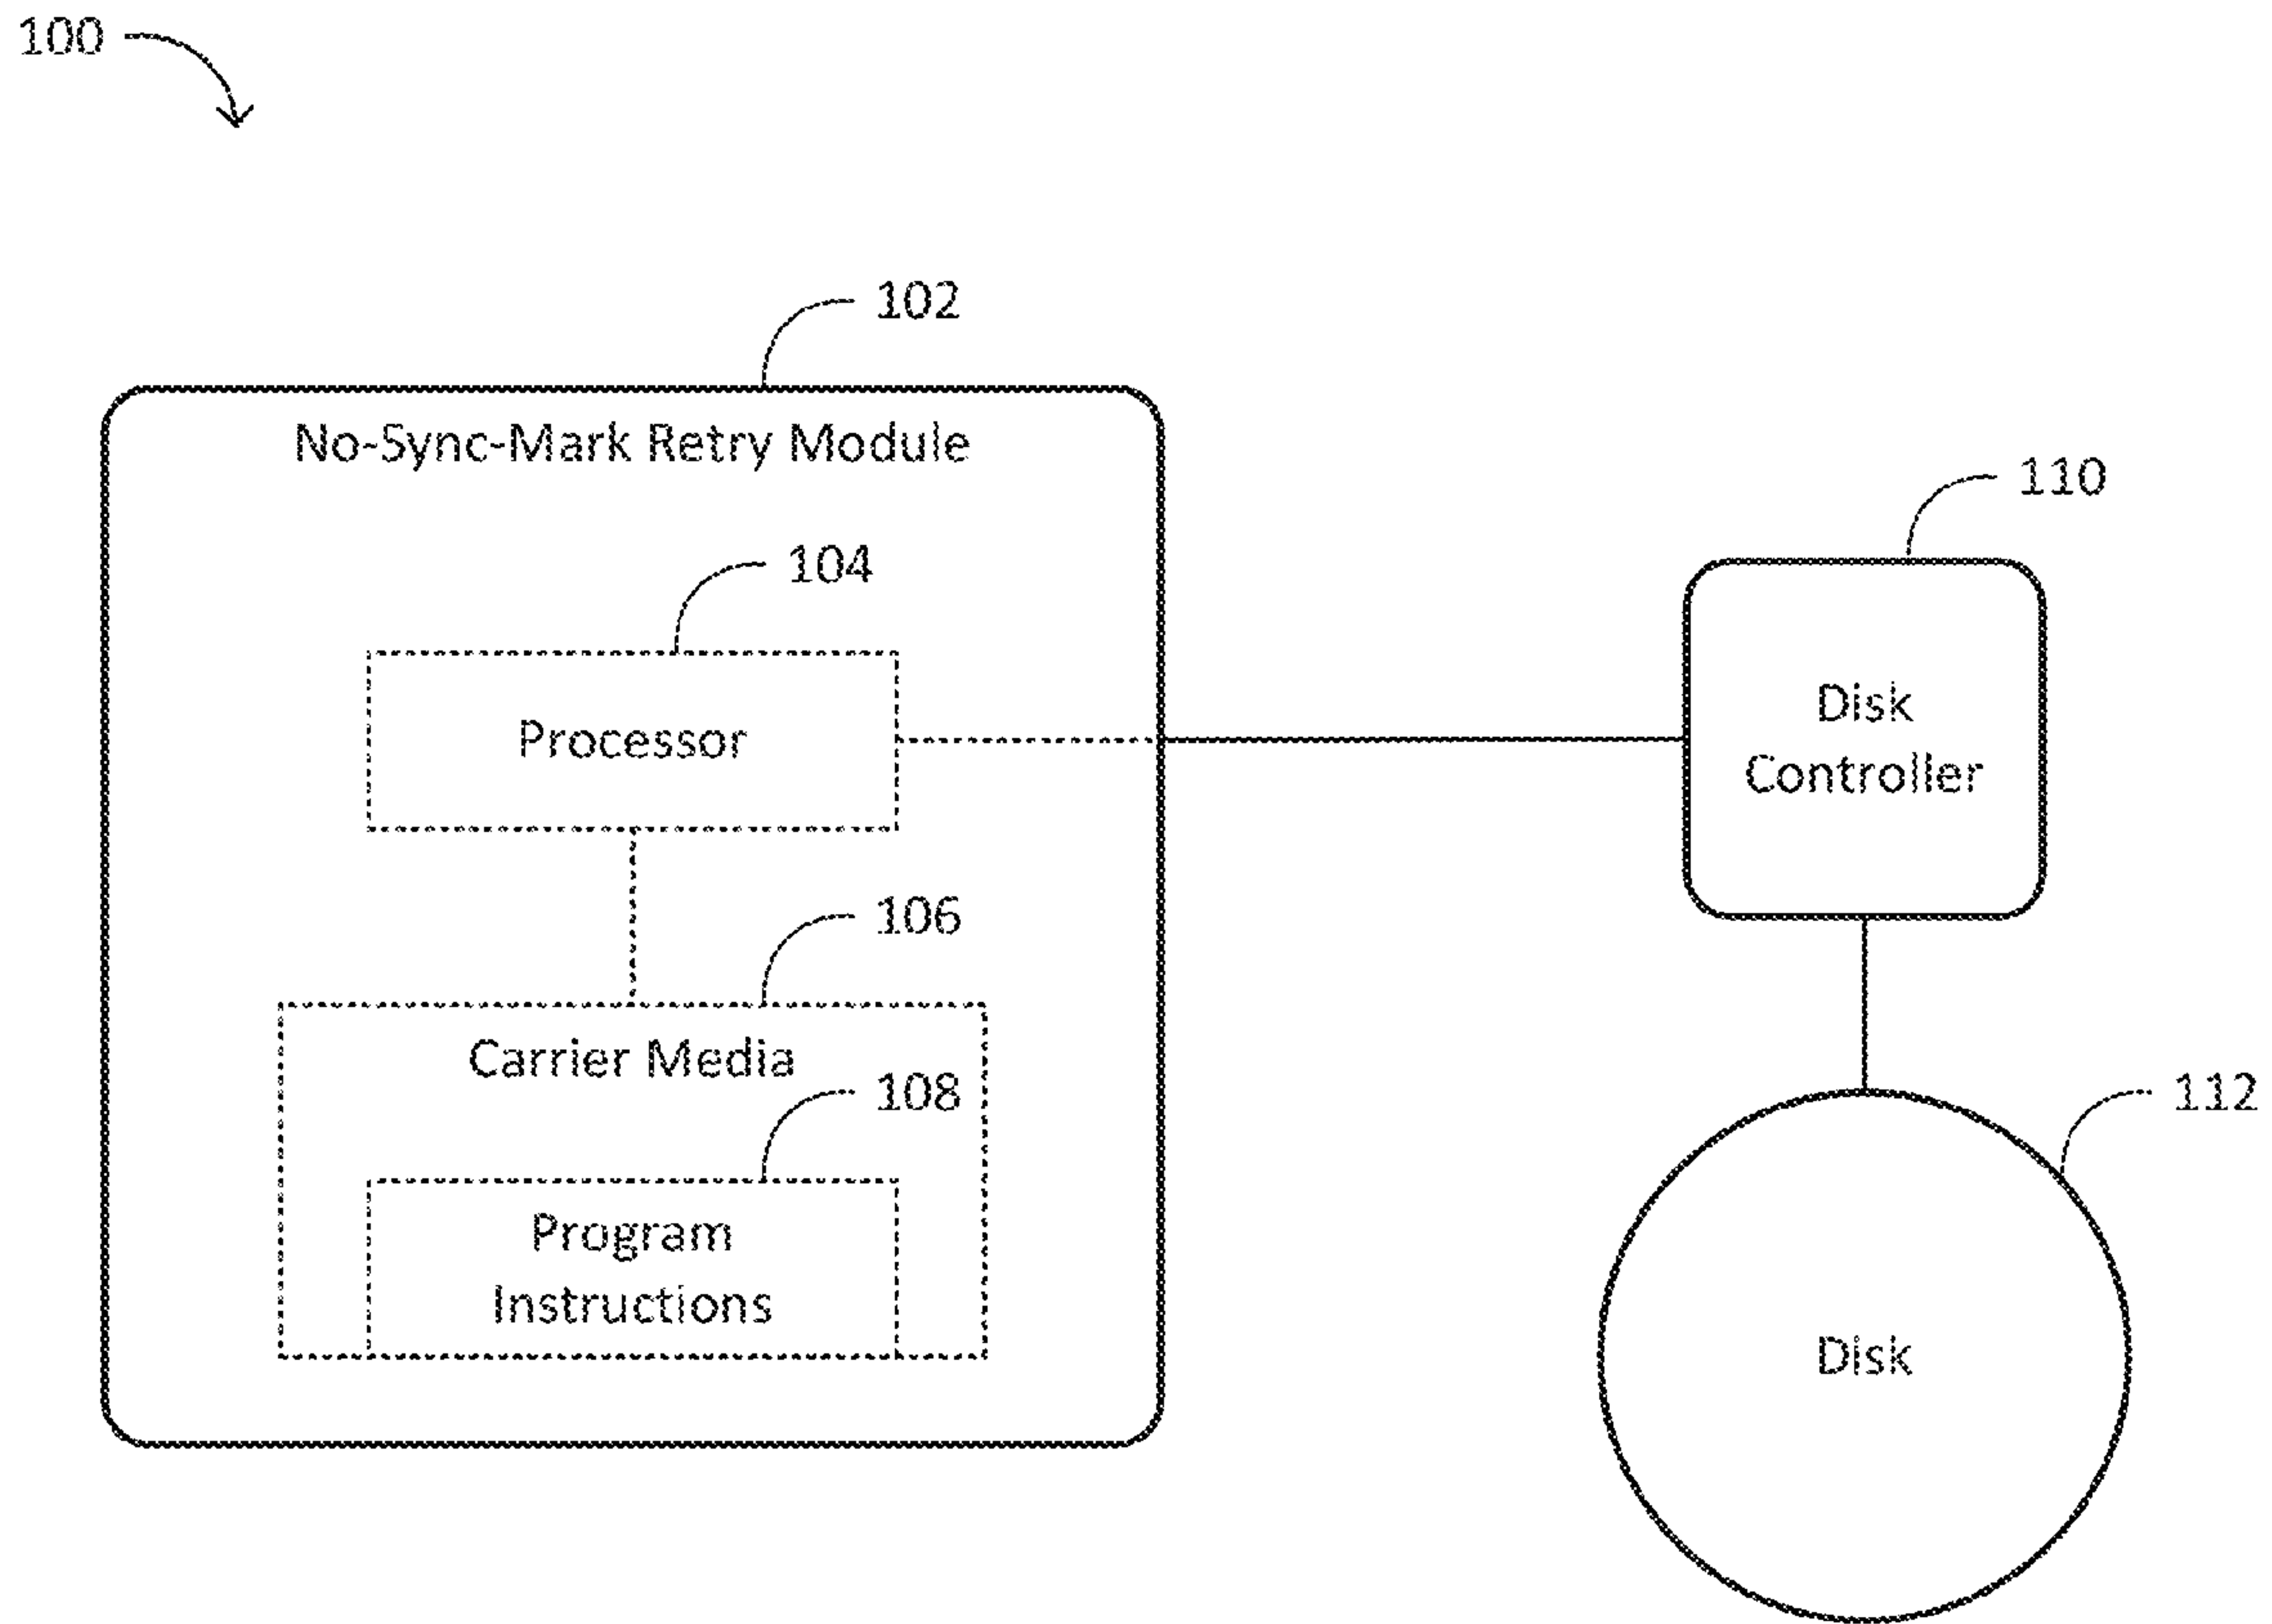 100
102
No-Sync-Mark Retry Module
110
104
Disk
Controller
Processor
106
Carrier Media
108
112
Program
Instructions
Disk